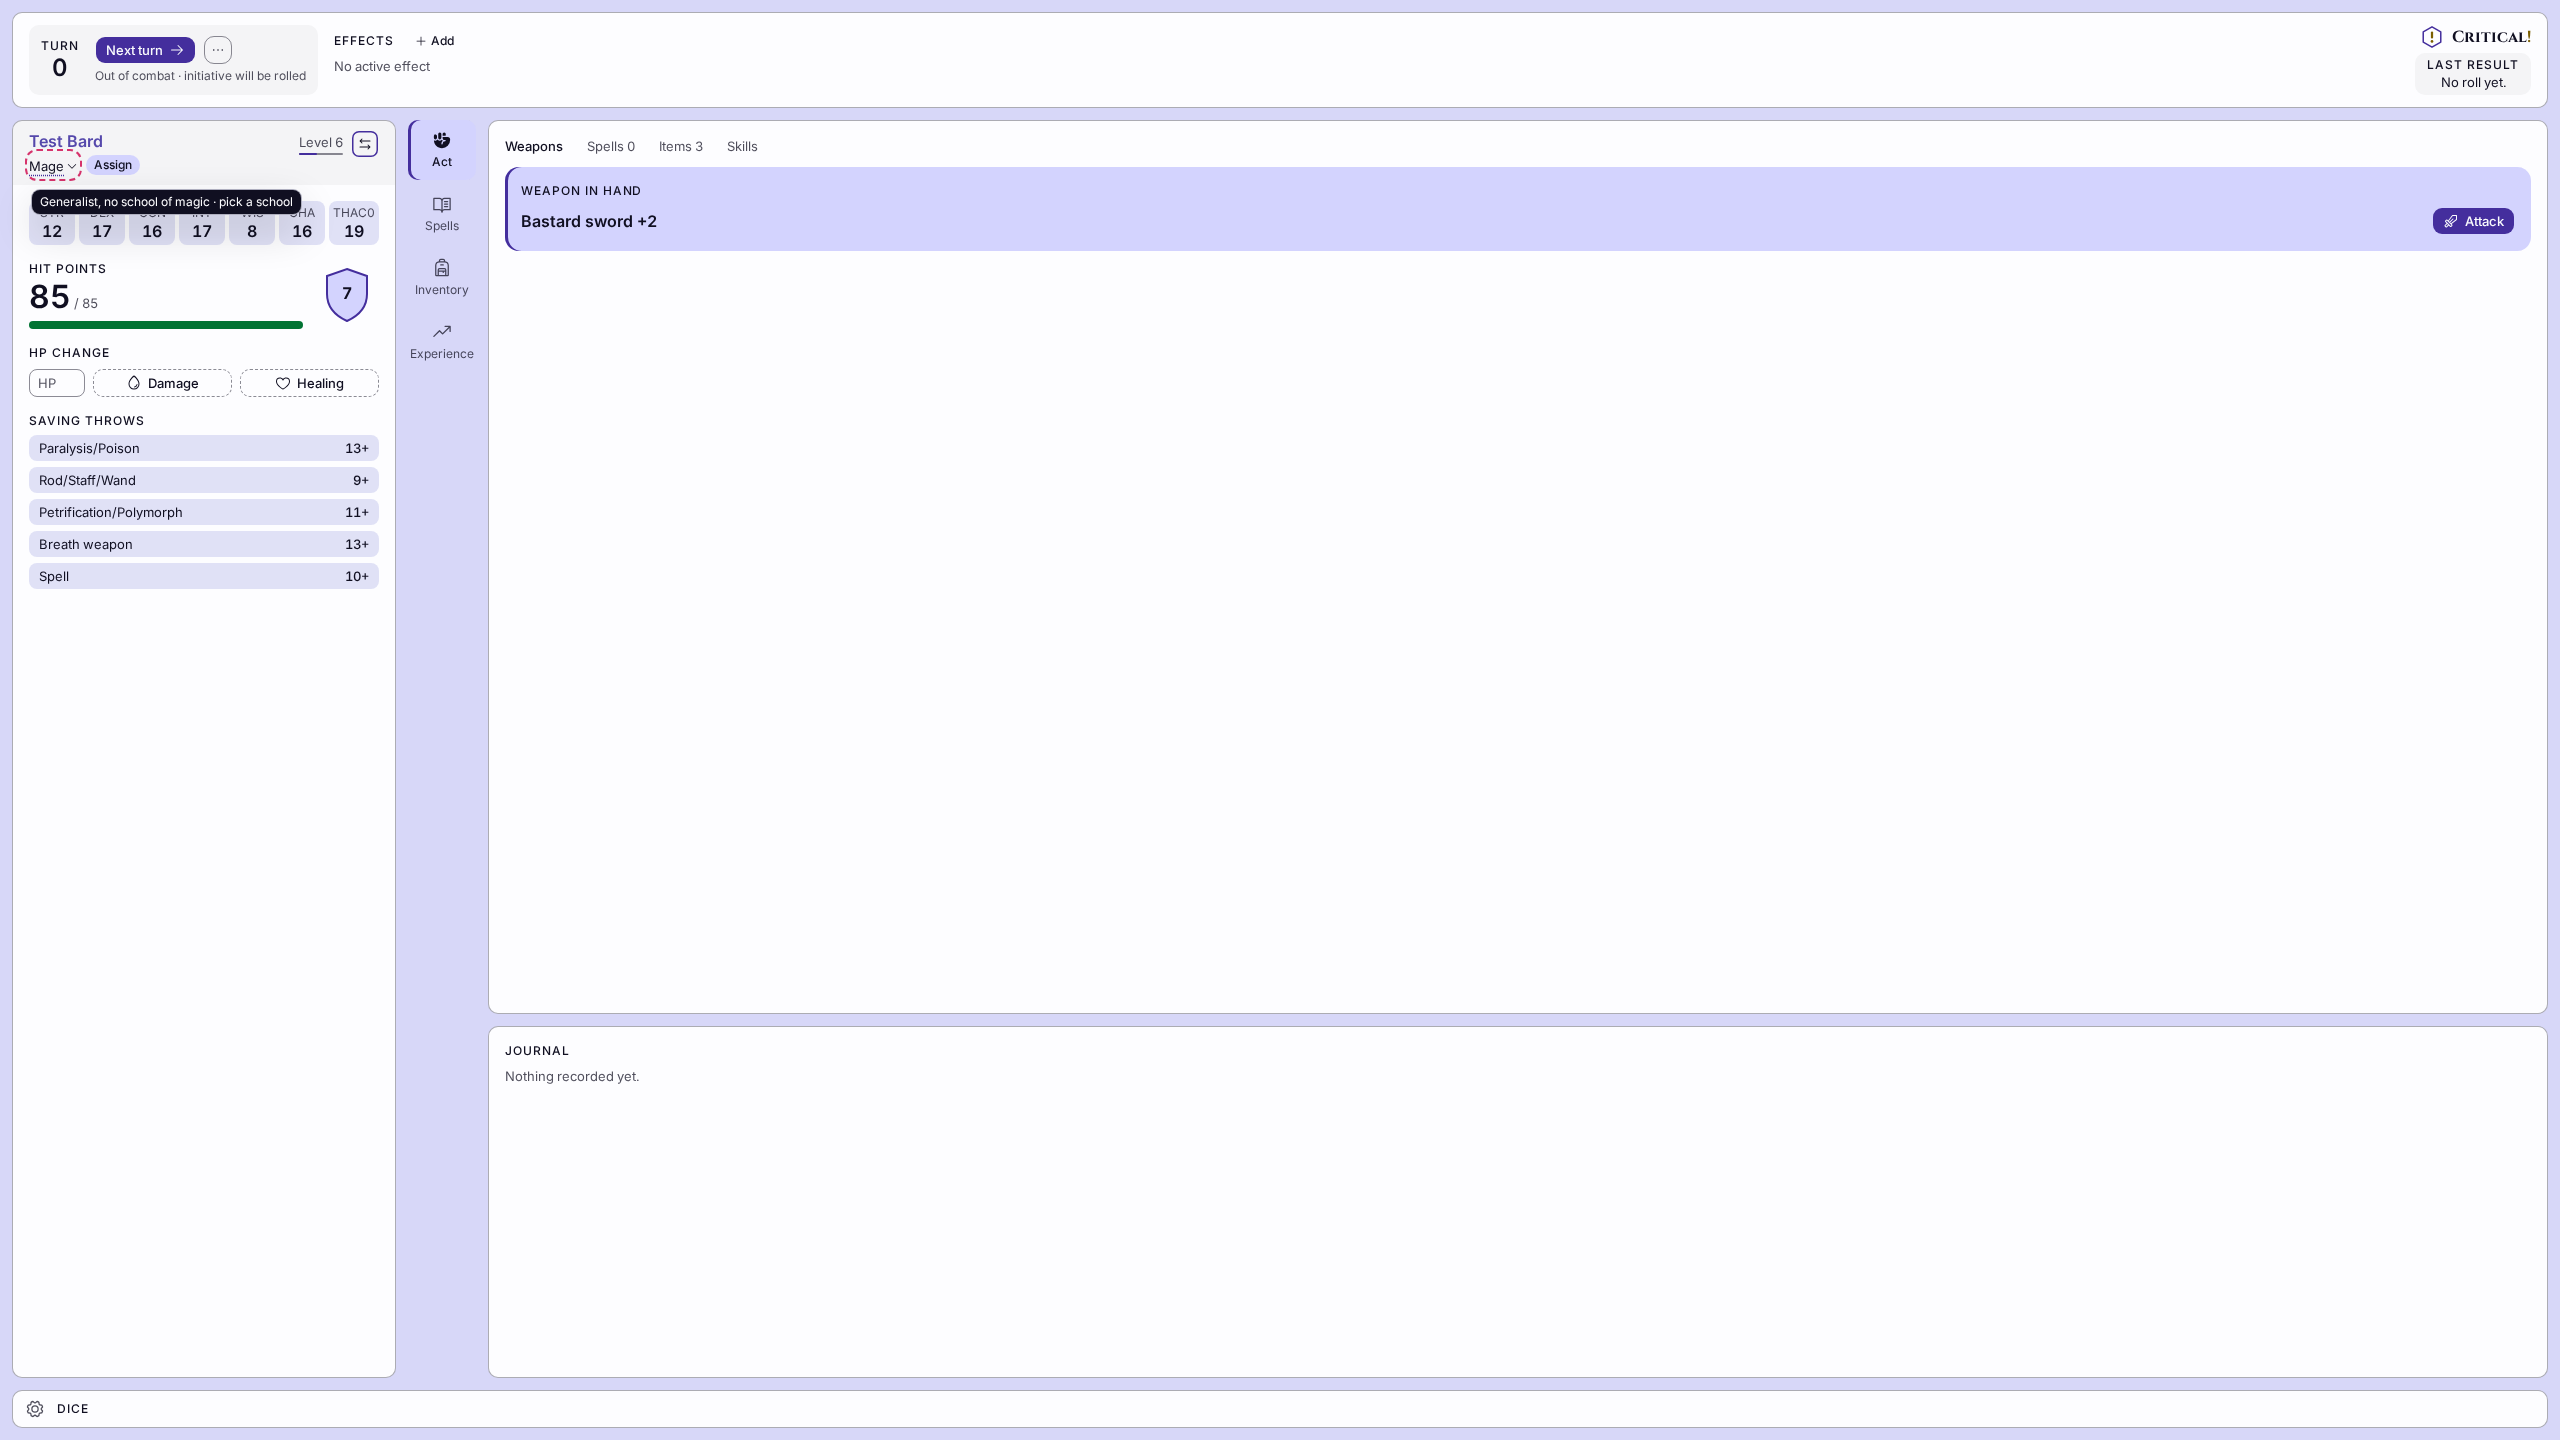 TURN
0
Next turn
Out of combat · initiative will be rolled
EFFECTS
Add
No active effect
CRITICAL!
LAST RESULT
No roll yet.
Test Bard
Level 6
Mage
Assign
Generalist, no school of magic · pick a school
THAC0
12
17
16
17
8
16
19
HIT POINTS
85 / 85
7
HP CHANGE
HP
Damage
Healing
SAVING THROWS
Paralysis/Poison 13+
Rod/Staff/Wand 9+
Petrification/Polymorph 11+
Breath weapon 13+
Spell 10+
Act
Spells
Inventory
Experience
Weapons
Spells 0
Items 3
Skills
WEAPON IN HAND
Bastard sword +2
Attack
JOURNAL
Nothing recorded yet.
DICE